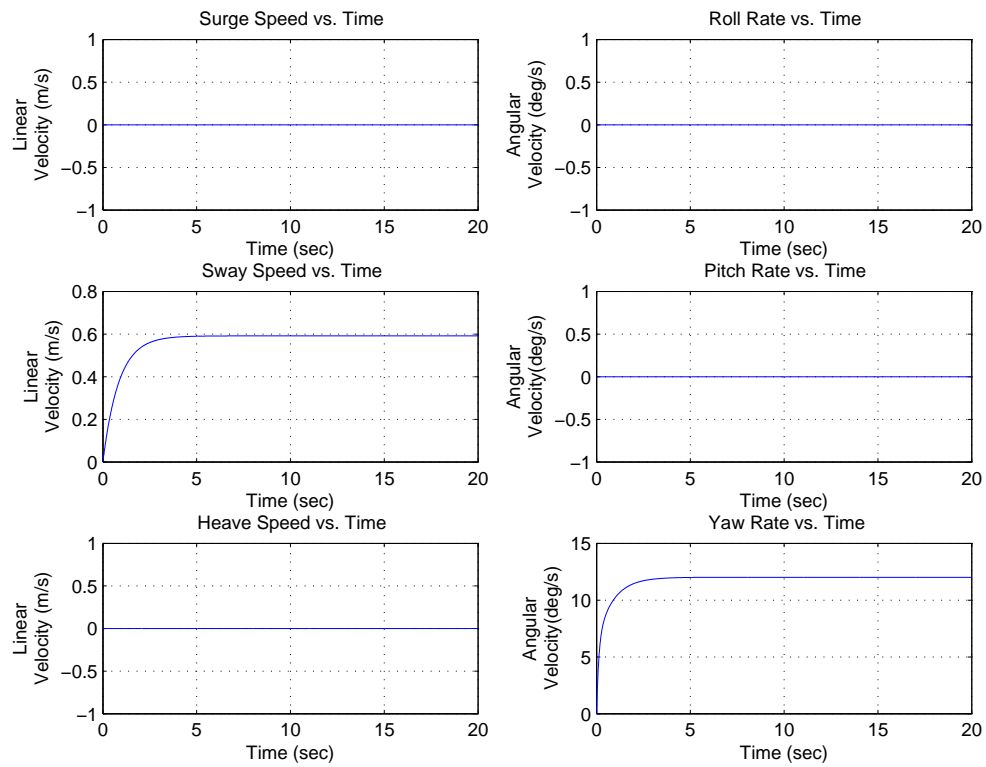 Surge Speed vs. Time
1
0.5
0
−0.5
−1
Linear
Velocity (m/s)
0 5 10 15 20
Time (sec)
Roll Rate vs. Time
1
0.5
0
−0.5
−1
Angular
Velocity (deg/s)
0 5 10 15 20
Time (sec)
Sway Speed vs. Time
0.8
0.6
0.4
0.2
0
Linear
Velocity (m/s)
0 5 10 15 20
Time (sec)
Pitch Rate vs. Time
1
0.5
0
−0.5
−1
Angular
Velocity(deg/s)
0 5 10 15 20
Time (sec)
Heave Speed vs. Time
1
0.5
0
−0.5
−1
Linear
Velocity (m/s)
0 5 10 15 20
Time (sec)
Yaw Rate vs. Time
15
10
5
0
Angular
Velocity(deg/s)
0 5 10 15 20
Time (sec)